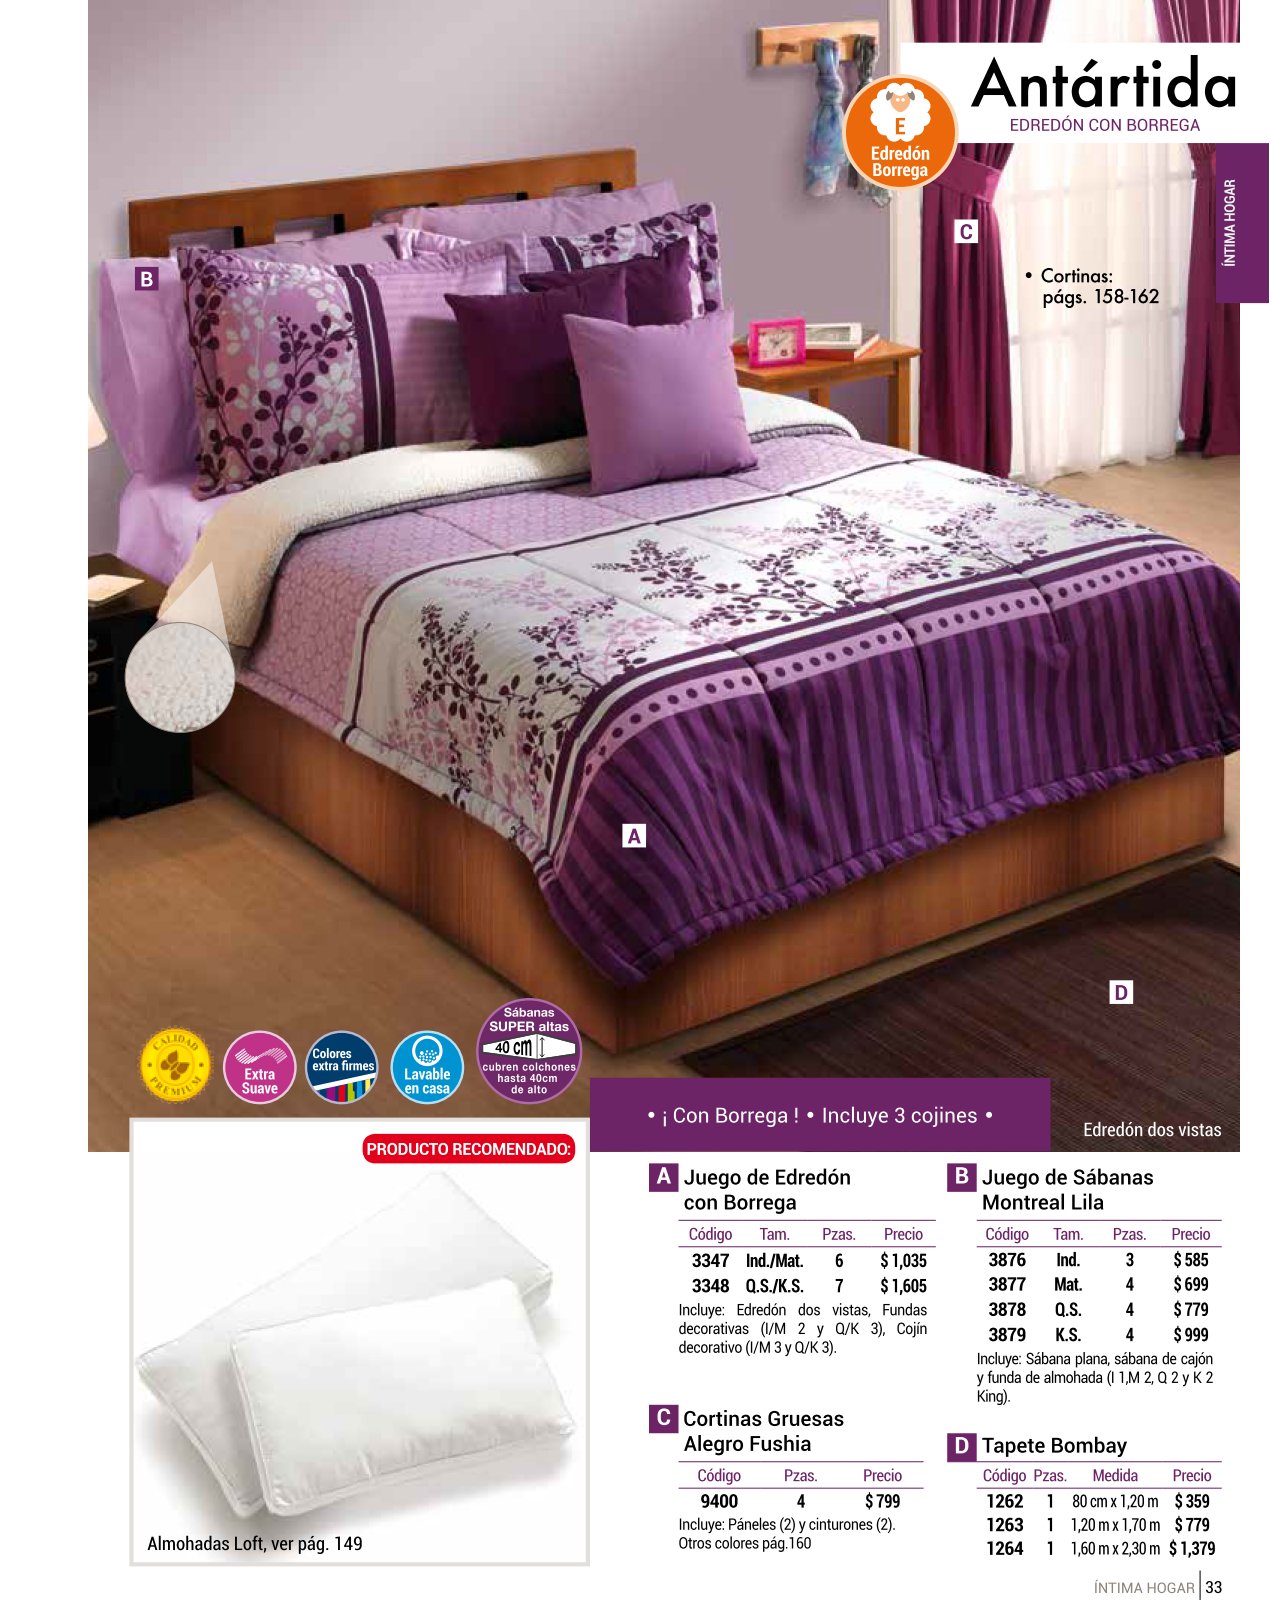 Antártida
EDREDÓN CON BORREGA
E
Edredón
Borrega
ÍNTIMA HOGAR
C
• Cortinas:
págs. 158-162
B
A
D
CALIDAD
PREMIUM
Extra
Suave
Colores
extra firmes
Lavable
en casa
Sábanas
SUPER altas
40 cm
cubren colchones
hasta 40cm
de alto
• ¡ Con Borrega ! • Incluye 3 cojines •
Edredón dos vistas
PRODUCTO RECOMENDADO:
Almohadas Loft, ver pág. 149
A Juego de Edredón
con Borrega
Código Tam. Pzas. Precio
3347 Ind./Mat. 6 $ 1,035
3348 Q.S./K.S. 7 $ 1,605
Incluye: Edredón dos vistas, Fundas
decorativas (I/M 2 y Q/K 3), Cojín
decorativo (I/M 3 y Q/K 3).
B Juego de Sábanas
Montreal Lila
Código Tam. Pzas. Precio
3876 Ind. 3 $ 585
3877 Mat. 4 $ 699
3878 Q.S. 4 $ 779
3879 K.S. 4 $ 999
Incluye: Sábana plana, sábana de cajón
y funda de almohada (I 1,M 2, Q 2 y K 2
King).
C Cortinas Gruesas
Alegro Fushia
Código Pzas. Precio
9400 4 $ 799
Incluye: Páneles (2) y cinturones (2).
Otros colores pág.160
D Tapete Bombay
Código Pzas. Medida Precio
1262 1 80 cm x 1,20 m $ 359
1263 1 1,20 m x 1,70 m $ 779
1264 1 1,60 m x 2,30 m $ 1,379
ÍNTIMA HOGAR 33